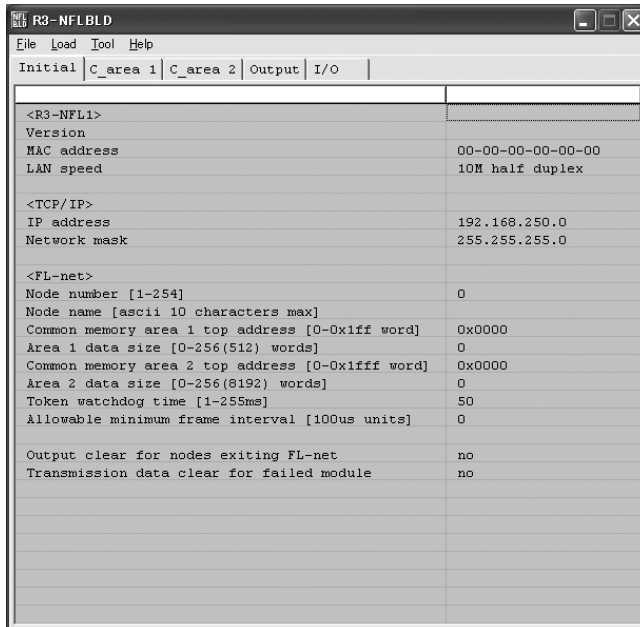 NFL BLD R3-NFLBLD
File Load Tool Help
Initial C_area 1 C_area 2 Output I/O
<R3-NFL1>
Version
MAC address 00-00-00-00-00-00
LAN speed 10M half duplex
<TCP/IP>
IP address 192.168.250.0
Network mask 255.255.255.0
<FL-net>
Node number [1-254] 0
Node name [ascii 10 characters max]
Common memory area 1 top address [0-0x1ff word] 0x0000
Area 1 data size [0-256(512) words] 0
Common memory area 2 top address [0-0x1fff word] 0x0000
Area 2 data size [0-256(8192) words] 0
Token watchdog time [1-255ms] 50
Allowable minimum frame interval [100us units] 0
Output clear for nodes exiting FL-net no
Transmission data clear for failed module no